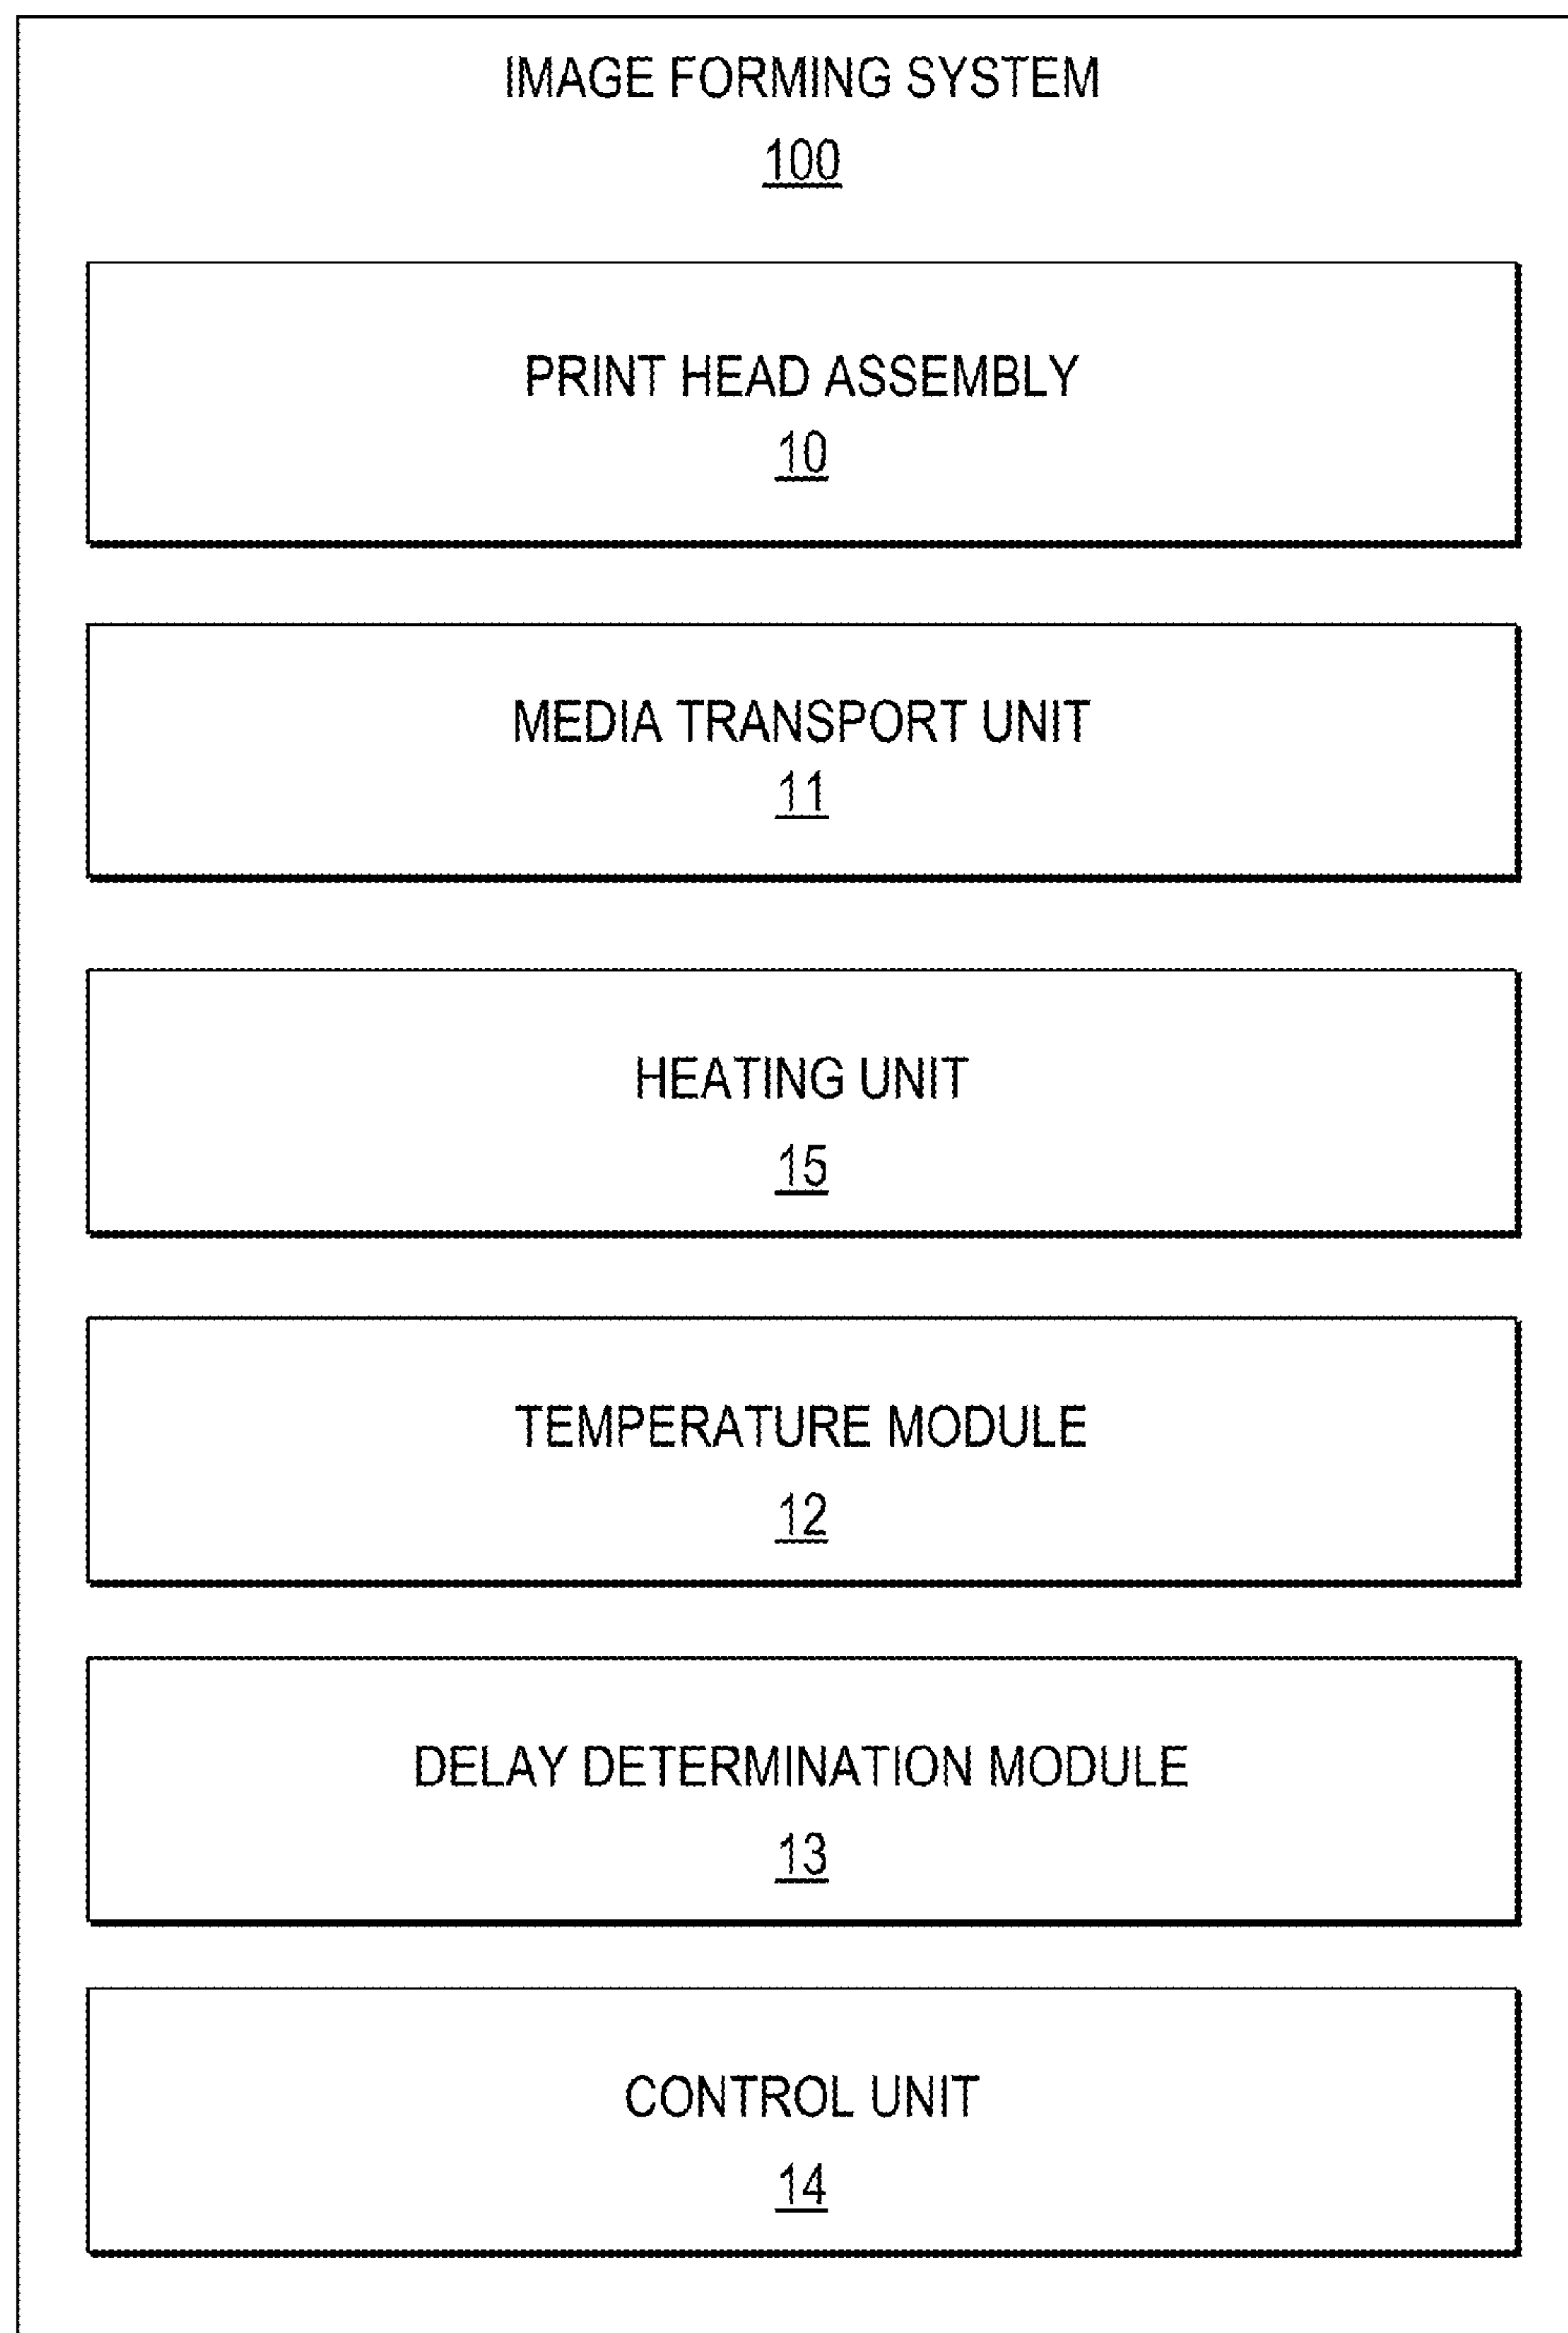 IMAGE FORMING SYSTEM
100
PRINT HEAD ASSEMBLY
10
MEDIA TRANSPORT UNIT
11
HEATING UNIT
15
TEMPERATURE MODULE
12
DELAY DETERMINATION MODULE
13
CONTROL UNIT
14